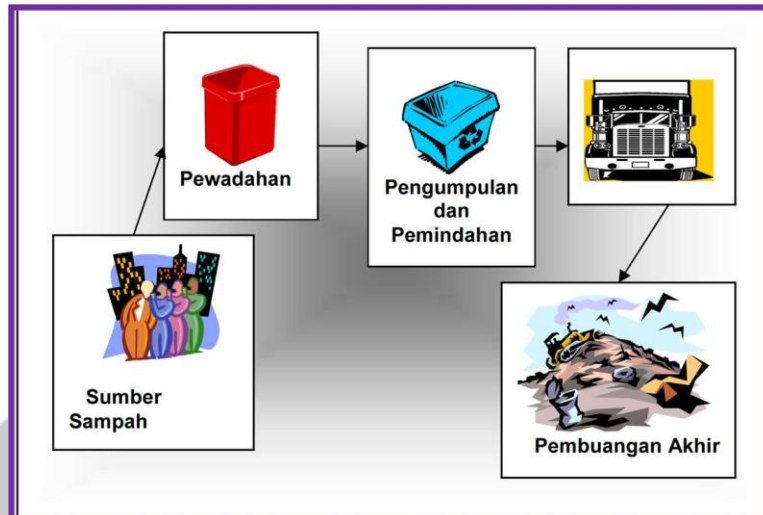 Pewadahan
Pengumpulan
dan
Pemindahan
Sumber
Sampah
Pembuangan Akhir